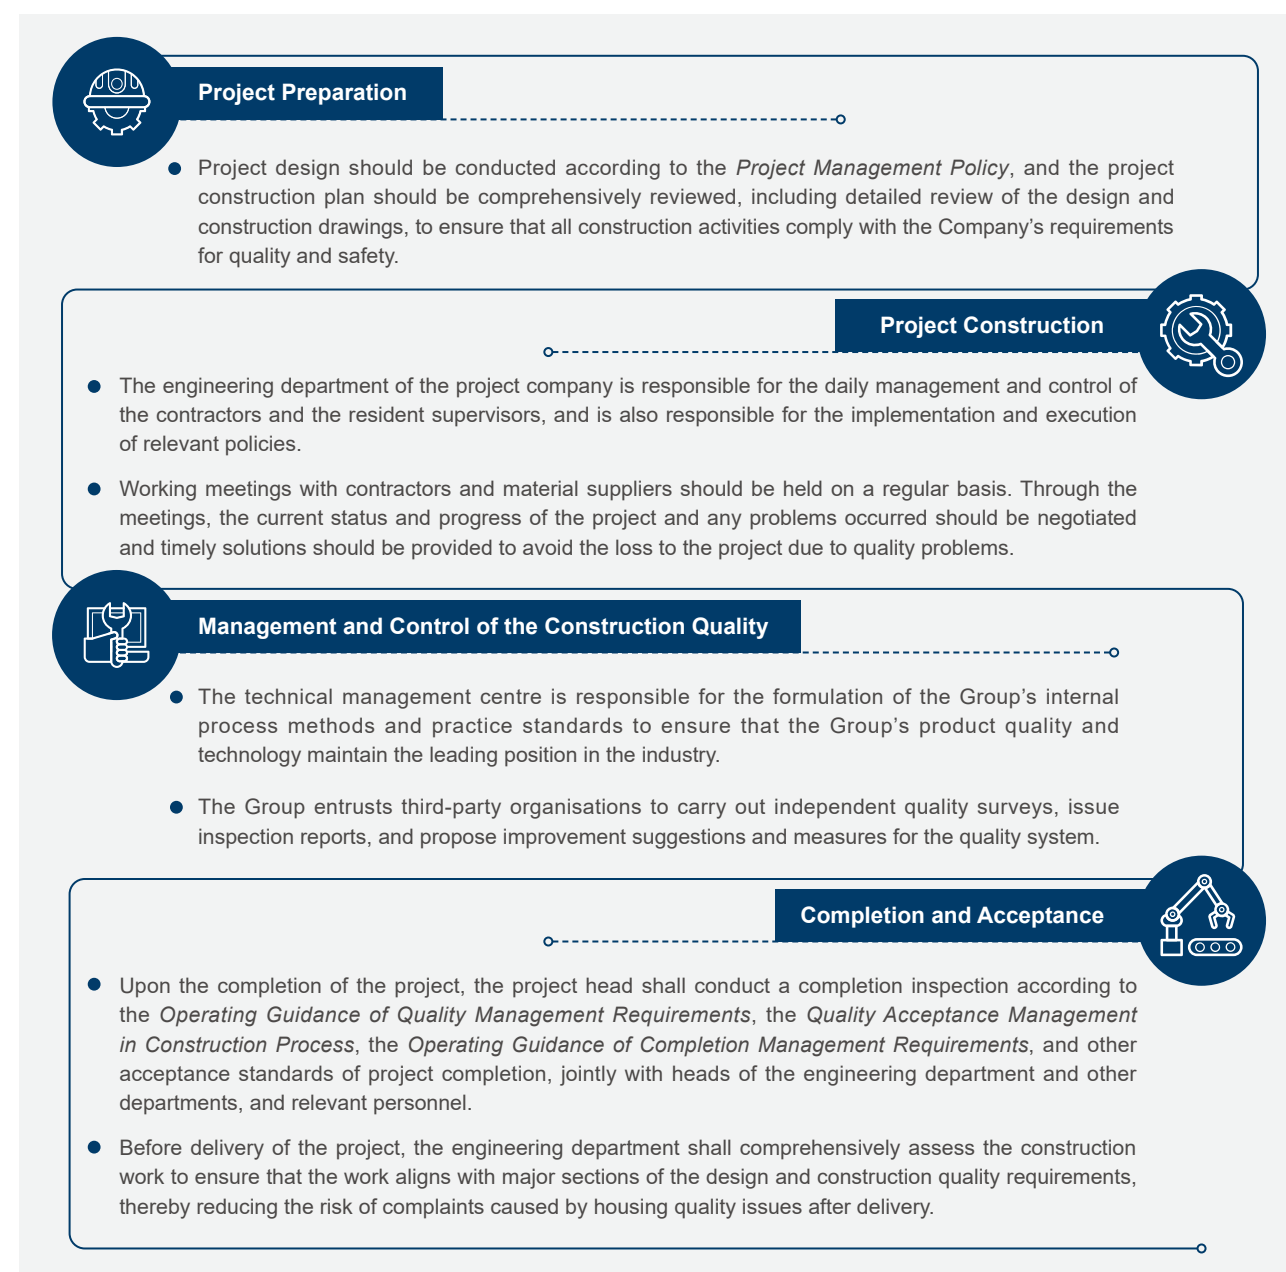 Project Preparation
Project design should be conducted according to the Project Management Policy, and the project
construction plan should be comprehensively reviewed, including detailed review of the design and
construction drawings, to ensure that all construction activities comply with the Company’s requirements
for quality and safety.
Project Construction
The engineering department of the project company is responsible for the daily management and control of
the contractors and the resident supervisors, and is also responsible for the implementation and execution
of relevant policies.
Working meetings with contractors and material suppliers should be held on a regular basis. Through the
meetings, the current status and progress of the project and any problems occurred should be negotiated
and timely solutions should be provided to avoid the loss to the project due to quality problems.
Management and Control of the Construction Quality
The technical management centre is responsible for the formulation of the Group’s internal
process methods and practice standards to ensure that the Group’s product quality and
technology maintain the leading position in the industry.
The Group entrusts third-party organisations to carry out independent quality surveys, issue
inspection reports, and propose improvement suggestions and measures for the quality system.
Completion and Acceptance
Upon the completion of the project, the project head shall conduct a completion inspection according to
the Operating Guidance of Quality Management Requirements, the Quality Acceptance Management
in Construction Process, the Operating Guidance of Completion Management Requirements, and other
acceptance standards of project completion, jointly with heads of the engineering department and other
departments, and relevant personnel.
Before delivery of the project, the engineering department shall comprehensively assess the construction
work to ensure that the work aligns with major sections of the design and construction quality requirements,
thereby reducing the risk of complaints caused by housing quality issues after delivery.